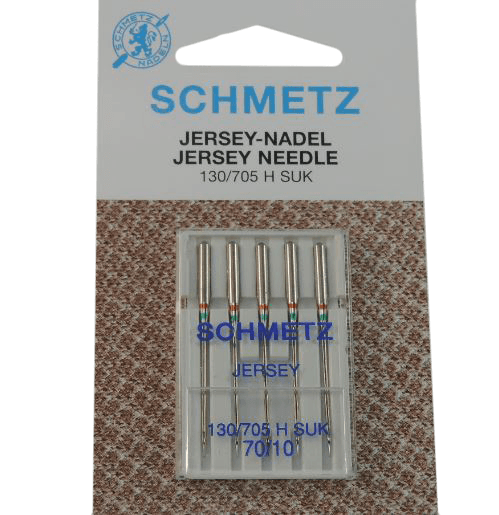 SCHMETZ
NADELN
SCHMETZ
JERSEY-NADEL
JERSEY NEEDLE
130/705 H SUK
SCHMETZ
JERSEY
130/705 H SUK
70/10